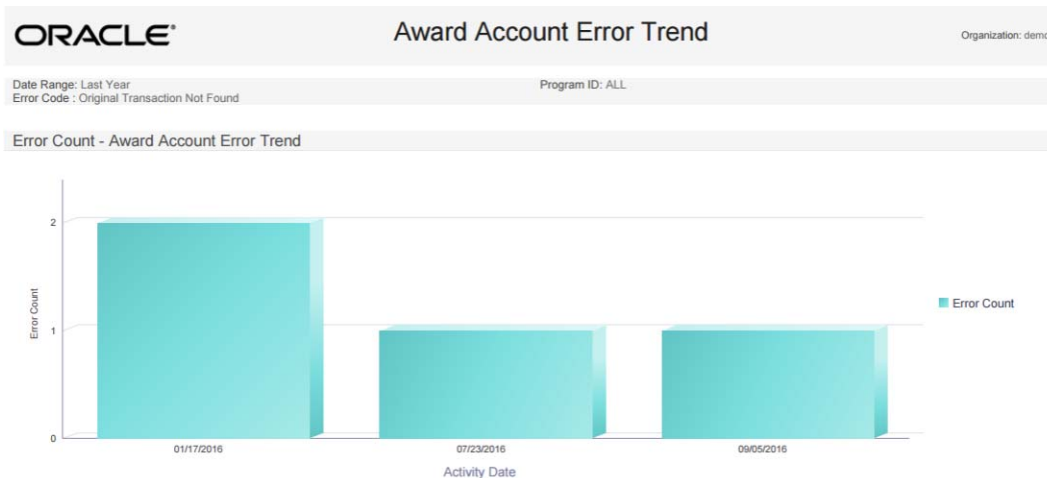 ORACLE®
Award Account Error Trend
Organization: demo
Date Range: Last Year
Program ID: ALL
Error Code : Original Transaction Not Found
Error Count - Award Account Error Trend
2
1
0
Error Count
01/17/2016
07/23/2016
09/05/2016
Activity Date
Error Count